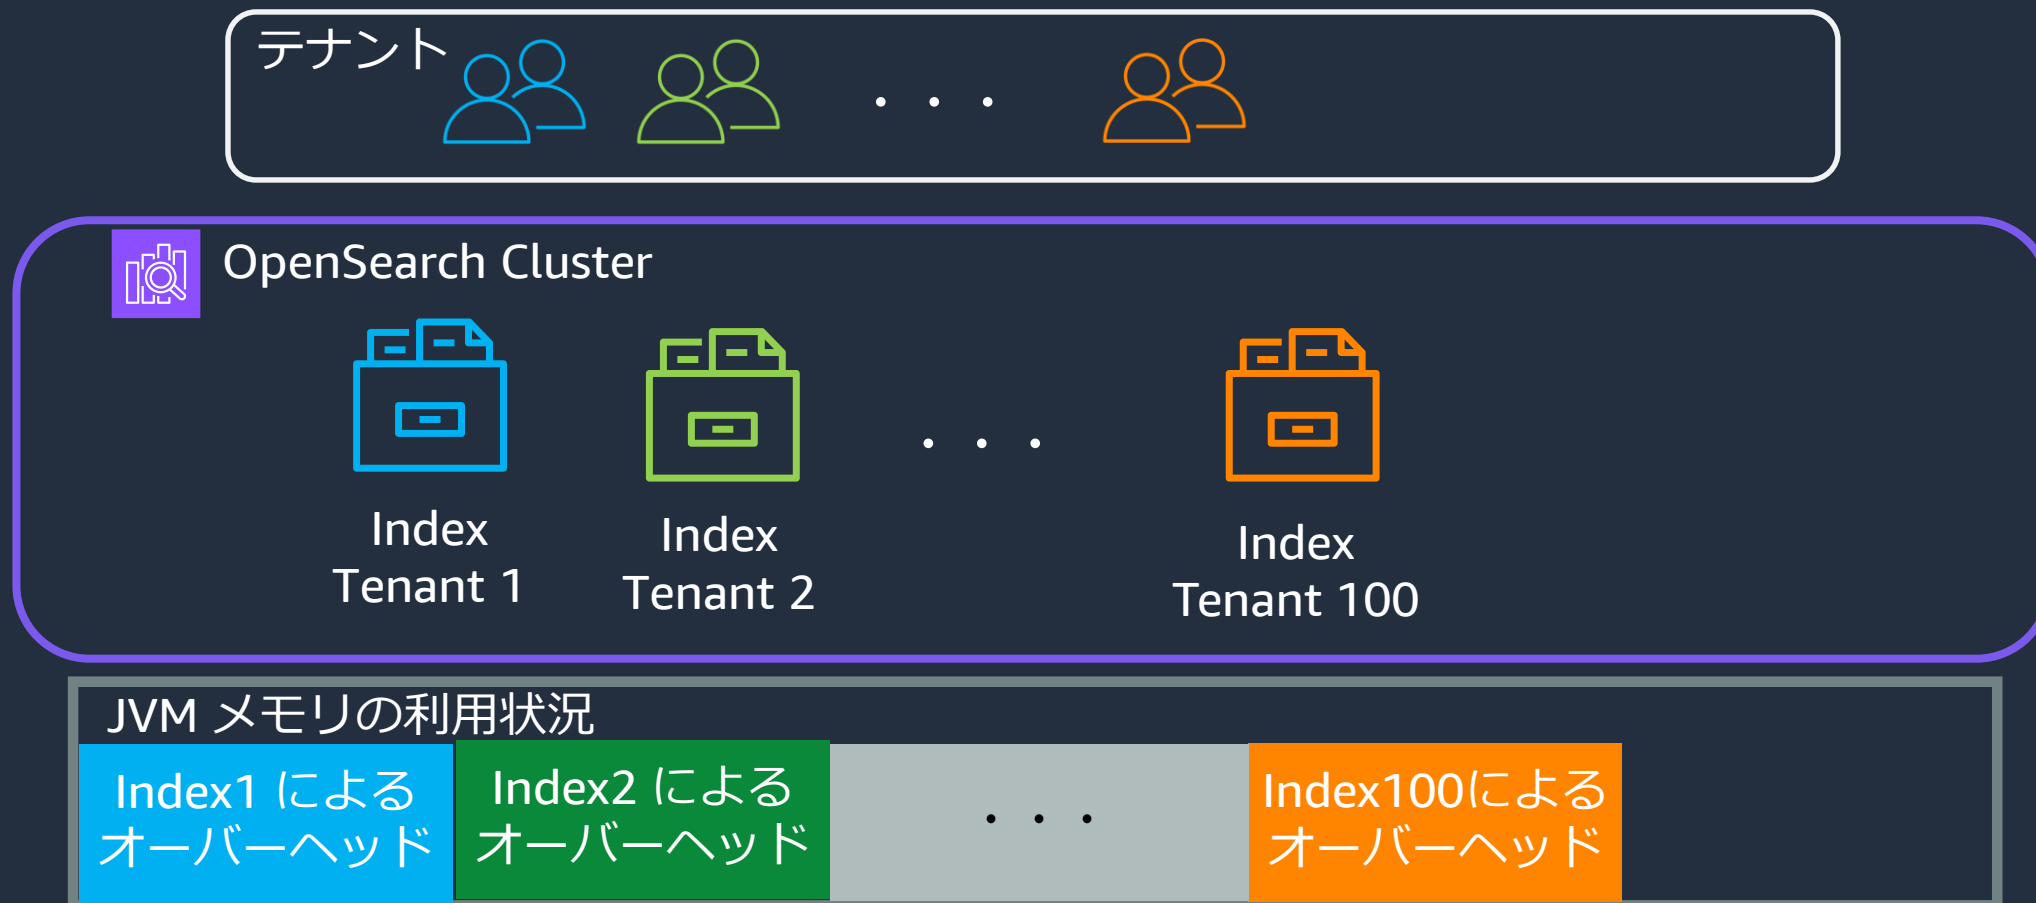 テナント
. . .
OpenSearch Cluster
Index
Tenant 1
Index
Tenant 2
. . .
Index
Tenant 100
JVM メモリの利用状況
Index1 による
オーバーヘッド
Index2 による
オーバーヘッド
. . .
Index100による
オーバーヘッド